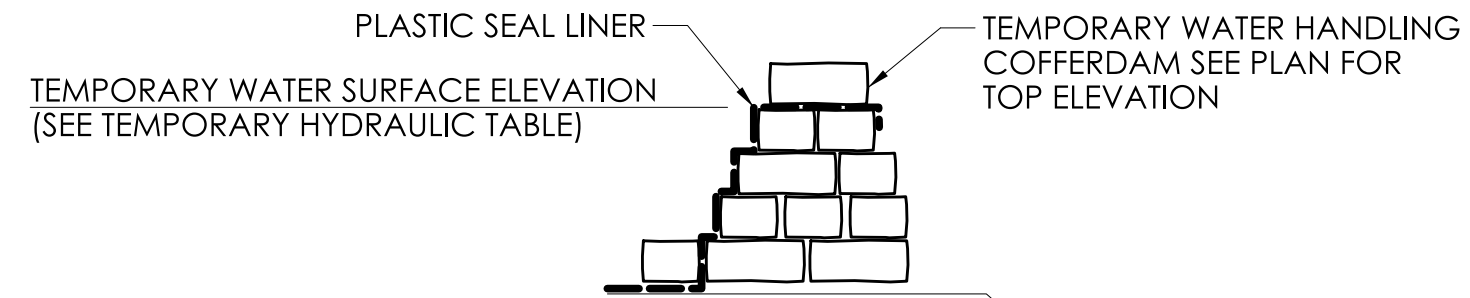 PLASTIC SEAL LINER
TEMPORARY WATER HANDLING
COFFERDAM SEE PLAN FOR
TOP ELEVATION
TEMPORARY WATER SURFACE ELEVATION
(SEE TEMPORARY HYDRAULIC TABLE)